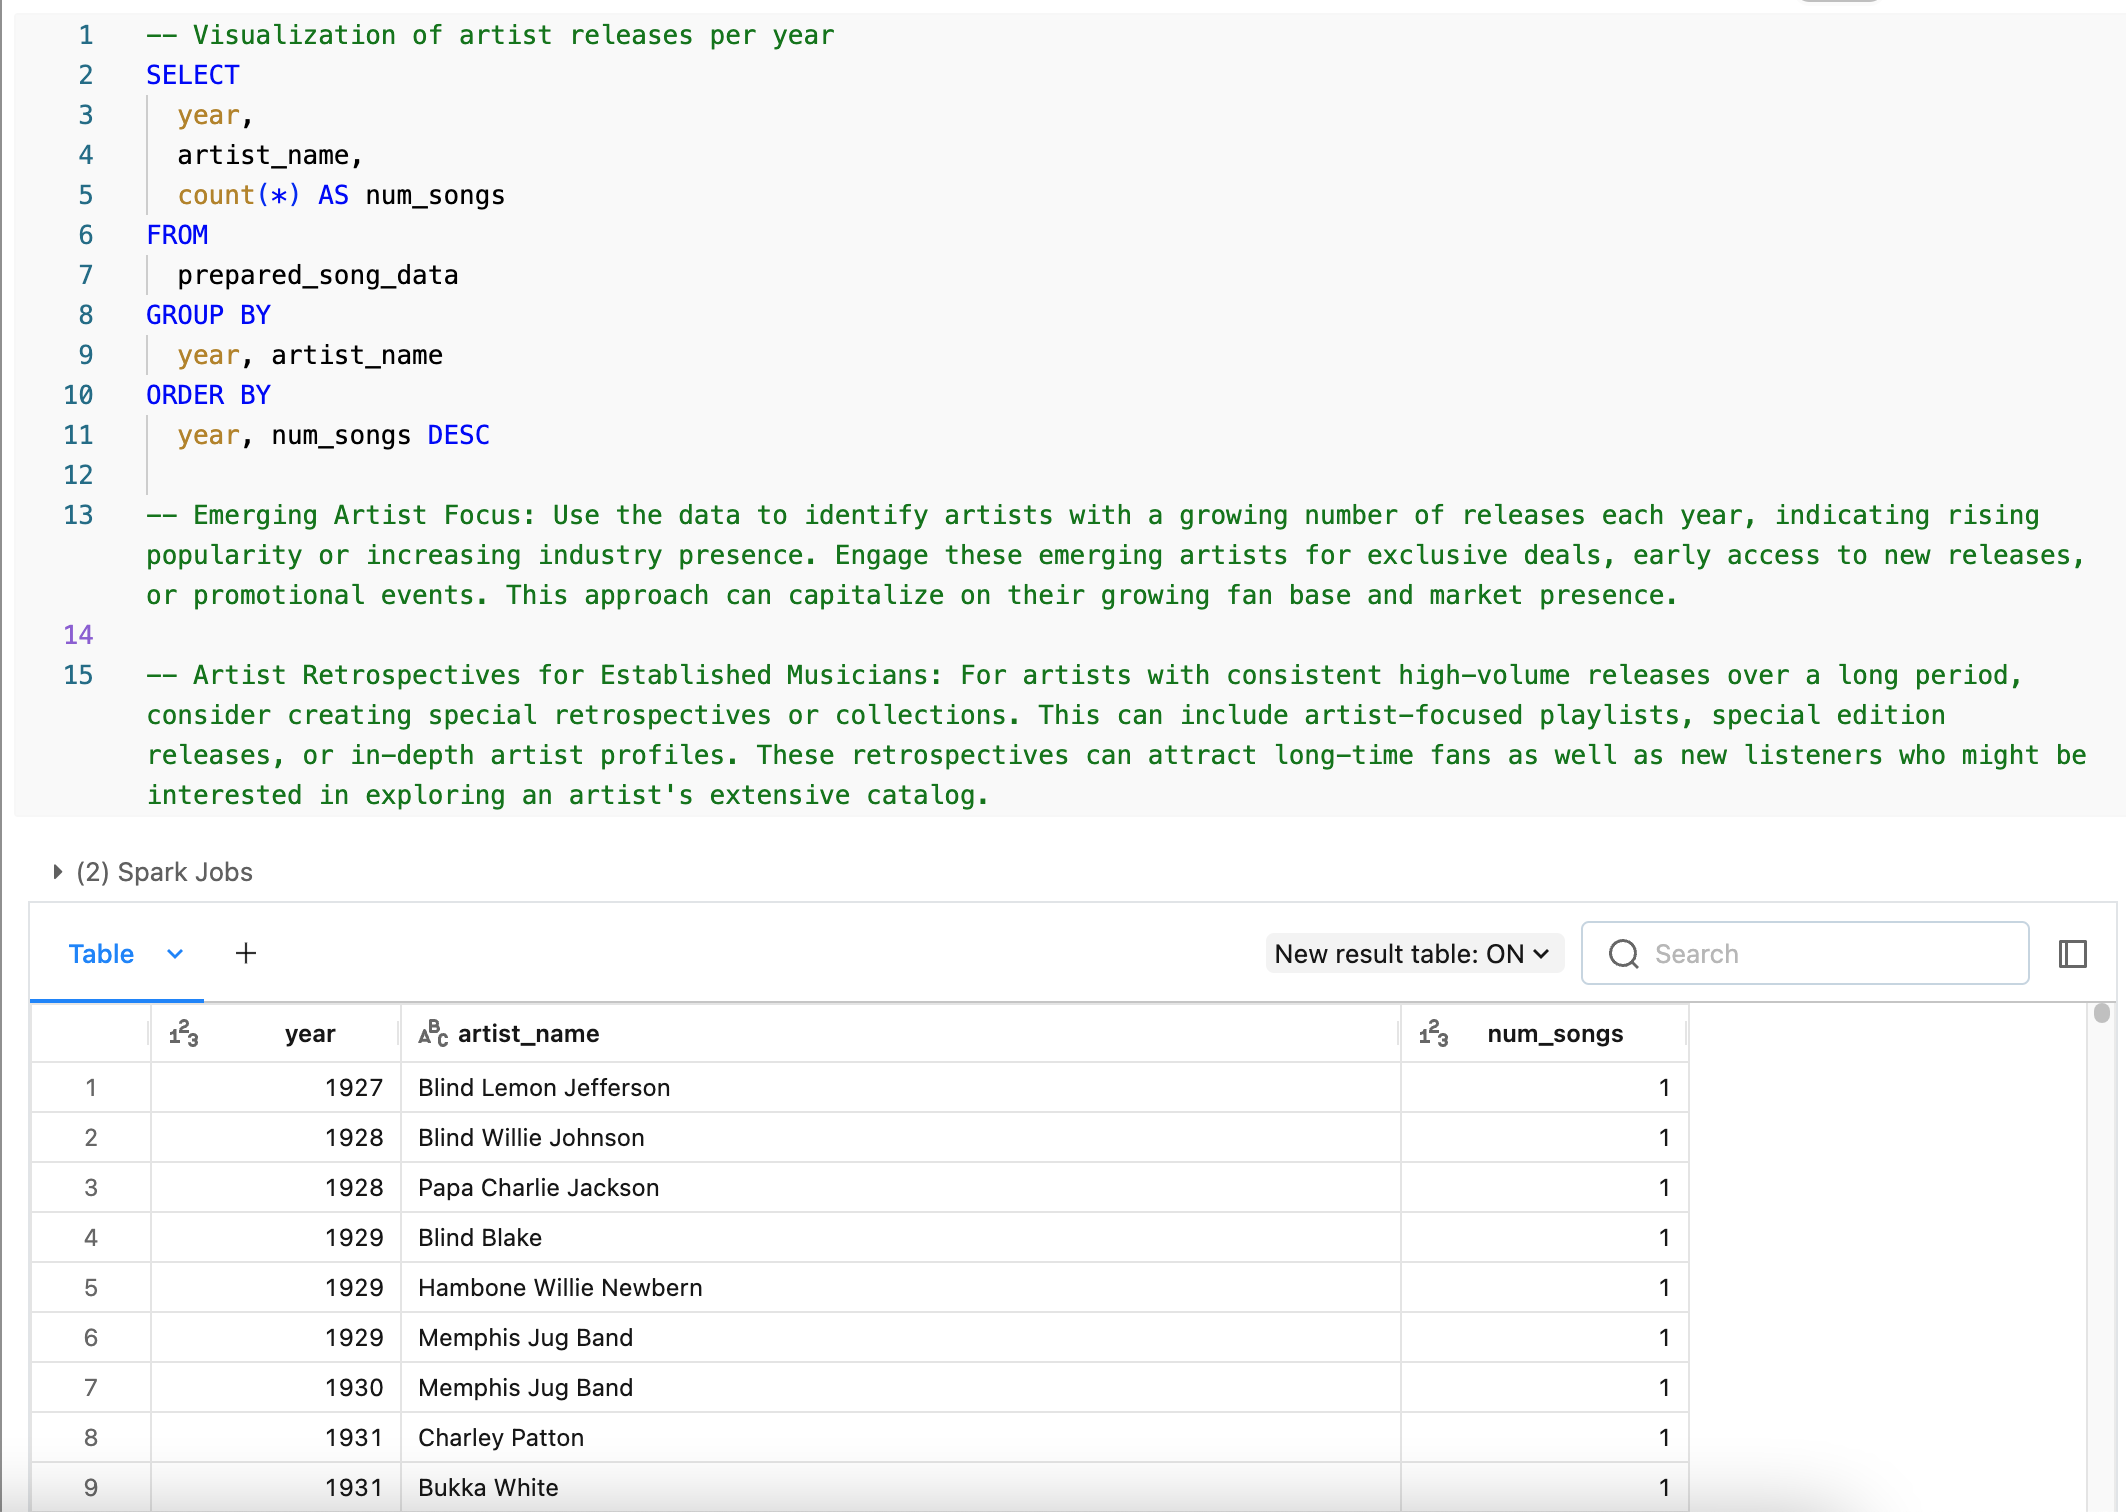 1 -- Visualization of artist releases per year
2 SELECT
3 year,
4 artist_name,
5 count(*) AS num_songs
6 FROM
7 prepared_song_data
8 GROUP BY
9 year, artist_name
10 ORDER BY
11 year, num_songs DESC
12
13 -- Emerging Artist Focus: Use the data to identify artists with a growing number of releases each year, indicating rising
popularity or increasing industry presence. Engage these emerging artists for exclusive deals, early access to new releases,
or promotional events. This approach can capitalize on their growing fan base and market presence.
14
15 -- Artist Retrospectives for Established Musicians: For artists with consistent high-volume releases over a long period,
consider creating special retrospectives or collections. This can include artist-focused playlists, special edition
releases, or in-depth artist profiles. These retrospectives can attract long-time fans as well as new listeners who might be
interested in exploring an artist's extensive catalog.
(2) Spark Jobs
Table + New result table: ON Search
123 year ABC artist_name 123 num_songs
1 1927 Blind Lemon Jefferson 1
2 1928 Blind Willie Johnson 1
3 1928 Papa Charlie Jackson 1
4 1929 Blind Blake 1
5 1929 Hambone Willie Newbern 1
6 1929 Memphis Jug Band 1
7 1930 Memphis Jug Band 1
8 1931 Charley Patton 1
9 1931 Bukka White 1